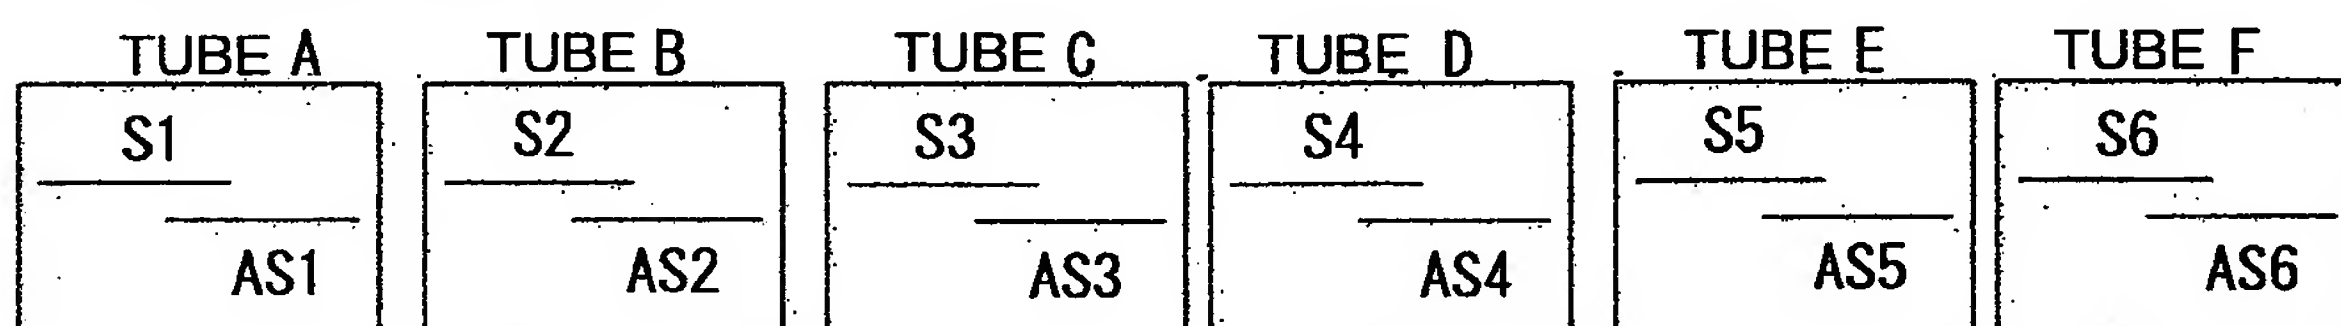 TUBE A TUBE B TUBE C TUBE D TUBE E TUBE F
S1 S2 S3 S4 S5 S6
AS1 AS2 AS3 AS4 AS5 AS6